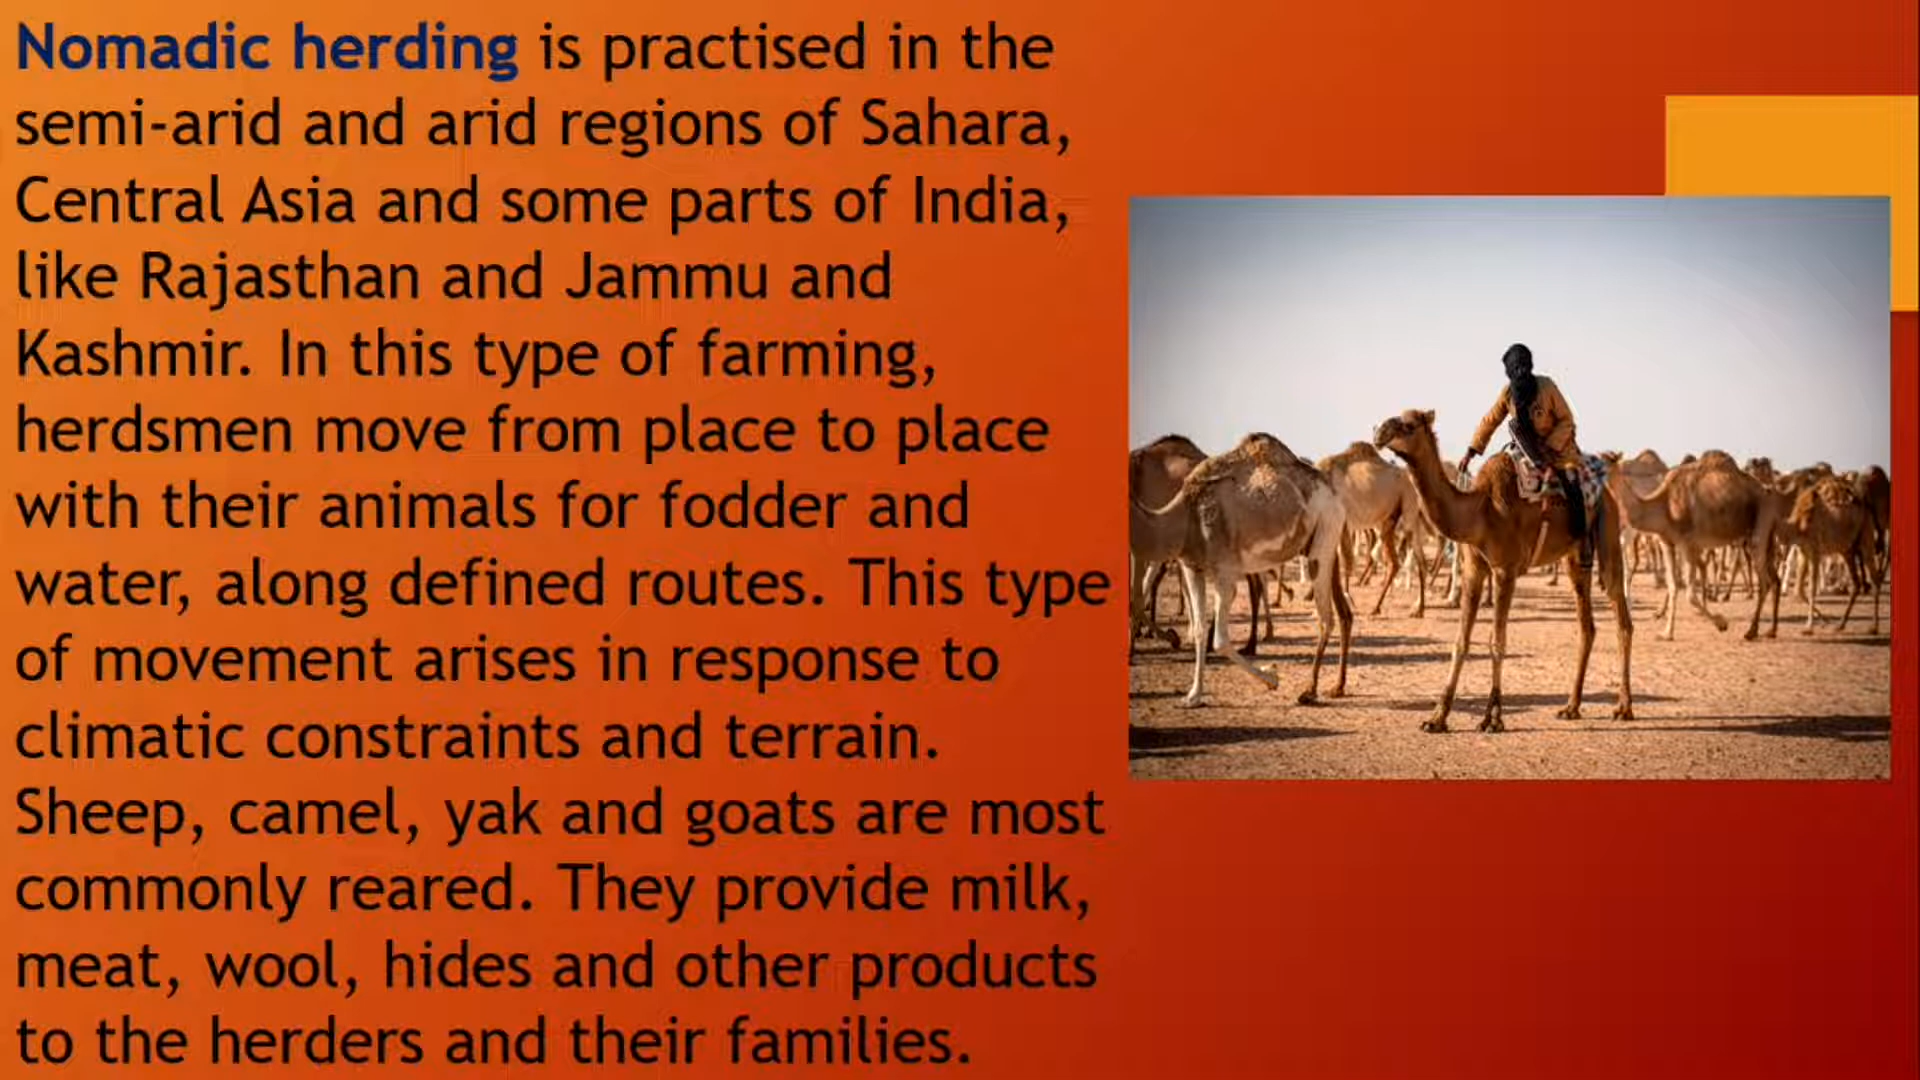 Nomadic herding is practised in the
semi-arid and arid regions of Sahara,
Central Asia and some parts of India,
like Rajasthan and Jammu and
Kashmir. In this type of farming,
herdsmen move from place to place
with their animals for fodder and
water, along defined routes. This type
of movement arises in response to
climatic constraints and terrain.
Sheep, camel, yak and goats are most
commonly reared. They provide milk,
meat, wool, hides and other products
to the herders and their families.